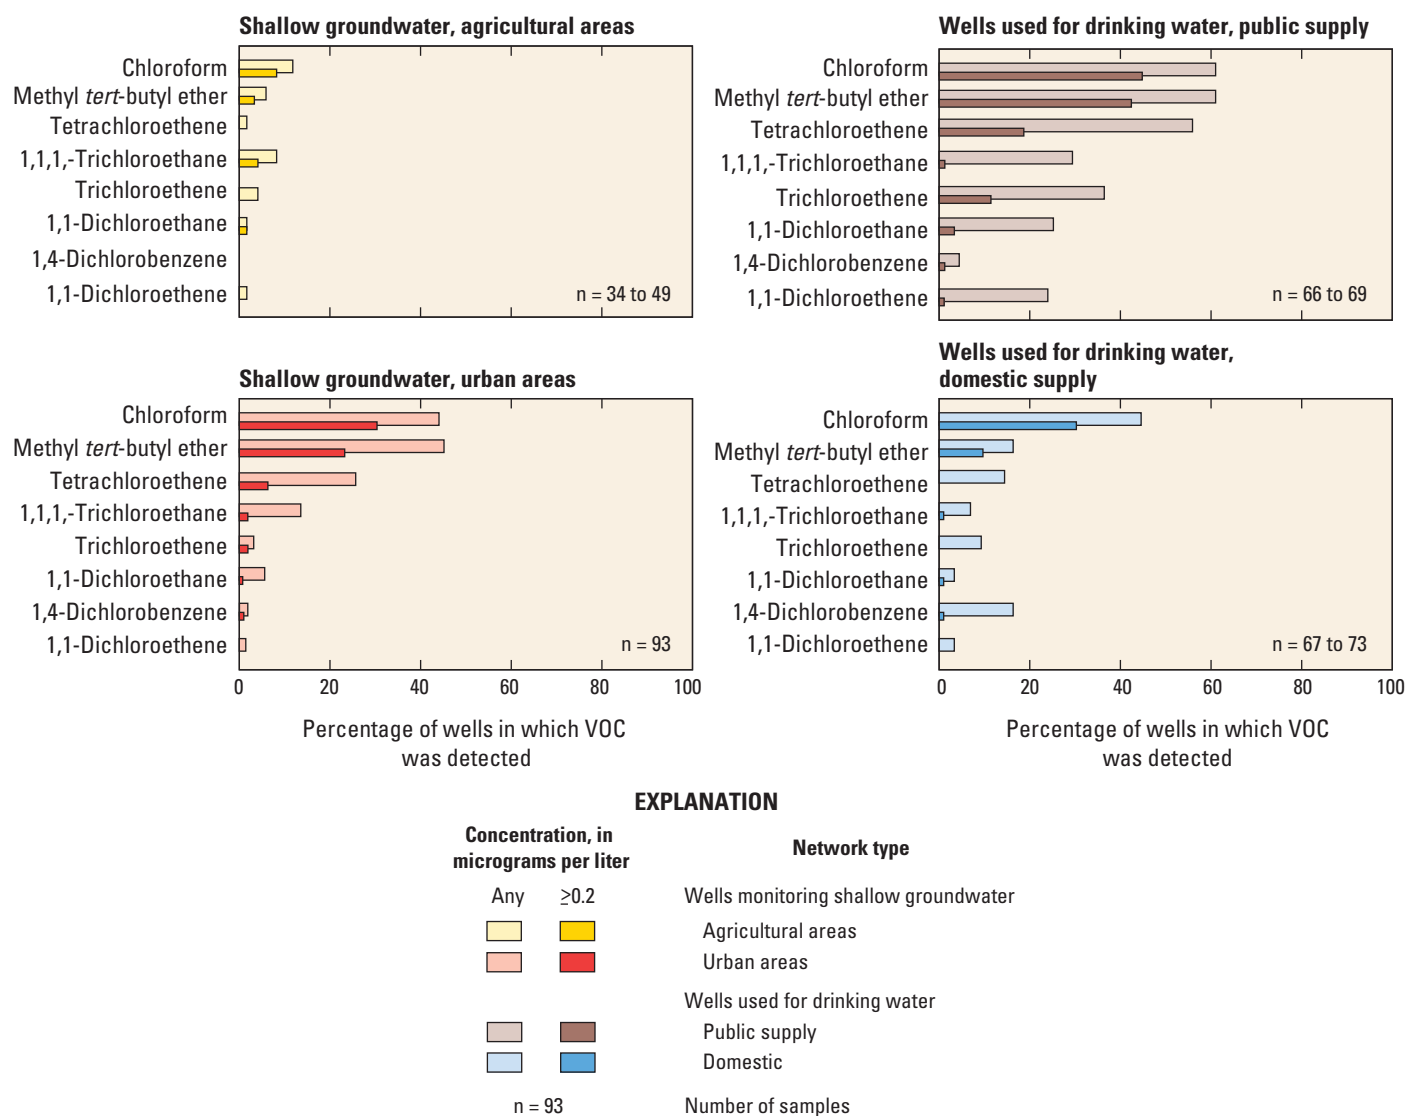 Shallow groundwater, agricultural areas
Chloroform
Methyl tert-butyl ether
Tetrachloroethene
1,1,1,-Trichloroethane
Trichloroethene
1,1-Dichloroethane
1,4-Dichlorobenzene
1,1-Dichloroethene
n = 34 to 49
Wells used for drinking water, public supply
Chloroform
Methyl tert-butyl ether
Tetrachloroethene
1,1,1,-Trichloroethane
Trichloroethene
1,1-Dichloroethane
1,4-Dichlorobenzene
1,1-Dichloroethene
n = 66 to 69
Shallow groundwater, urban areas
Chloroform
Methyl tert-butyl ether
Tetrachloroethene
1,1,1,-Trichloroethane
Trichloroethene
1,1-Dichloroethane
1,4-Dichlorobenzene
1,1-Dichloroethene
n = 93
0 20 40 60 80 100
Percentage of wells in which VOC
was detected
Wells used for drinking water,
domestic supply
Chloroform
Methyl tert-butyl ether
Tetrachloroethene
1,1,1,-Trichloroethane
Trichloroethene
1,1-Dichloroethane
1,4-Dichlorobenzene
1,1-Dichloroethene
n = 67 to 73
0 20 40 60 80 100
Percentage of wells in which VOC
was detected
EXPLANATION
Concentration, in
micrograms per liter
Network type
Any ≥0.2 Wells monitoring shallow groundwater
Agricultural areas
Urban areas
Wells used for drinking water
Public supply
Domestic
n = 93 Number of samples